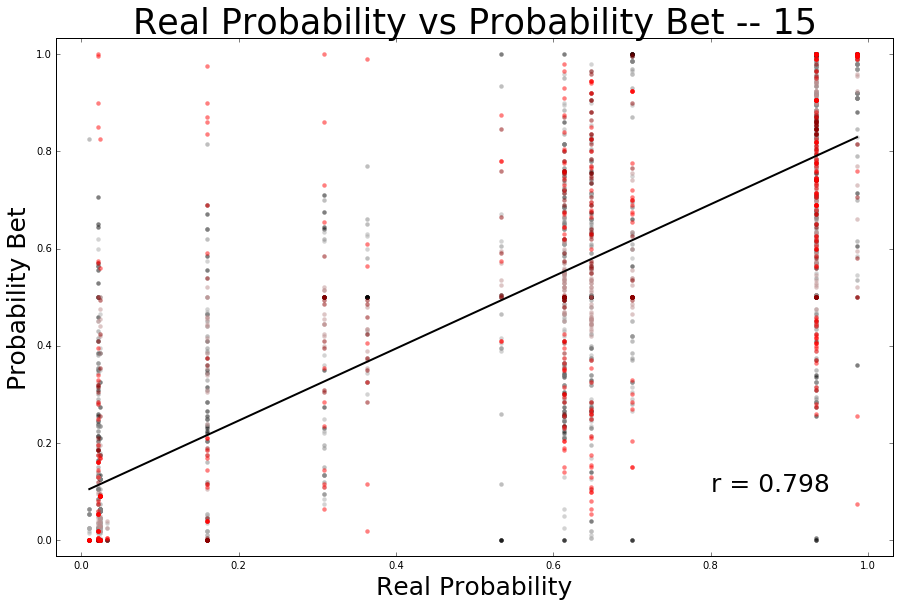 Real Probability vs Probability Bet -- 15
1.0
0.8
0.6
0.4
0.2
0.0
Probability Bet
r = 0.798
0.0 0.2 0.4 0.6 0.8 1.0
Real Probability